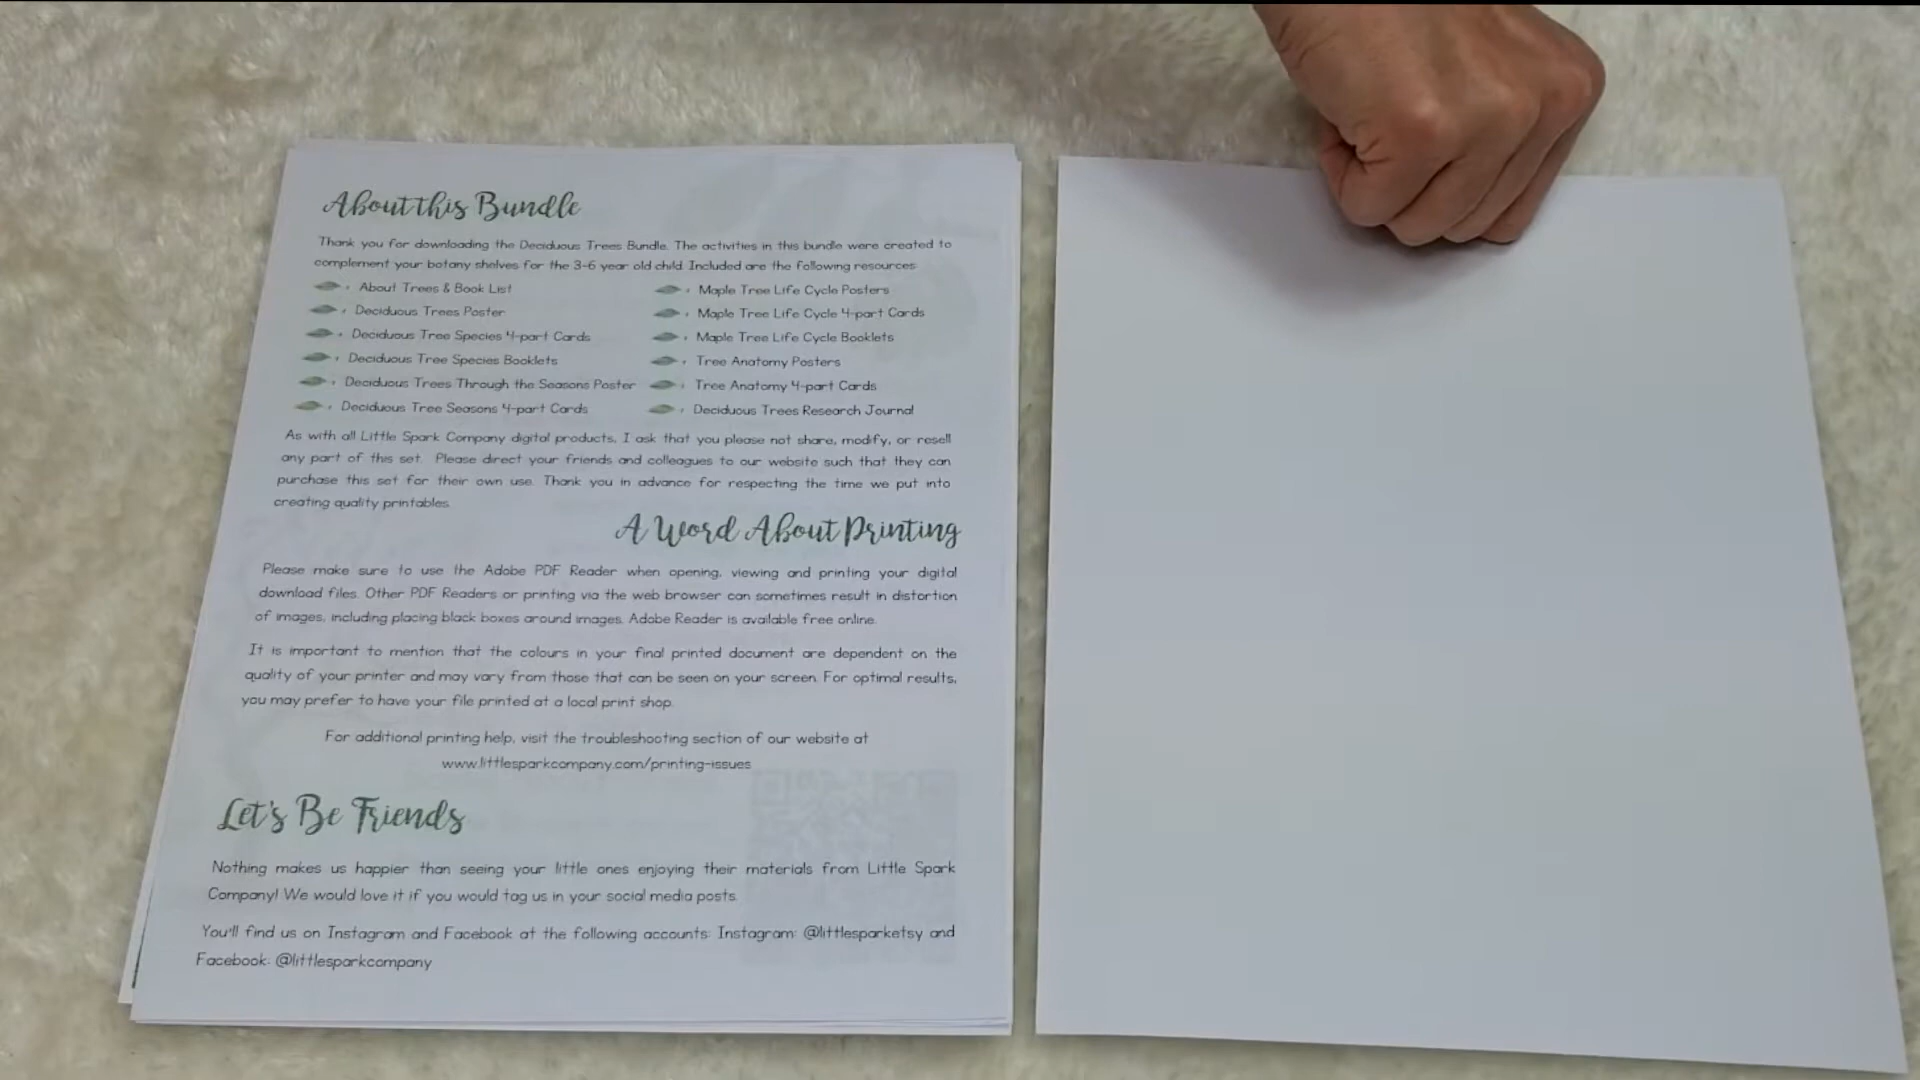 About this Bundle
Thank you for downloading the Deciduous Trees Bundle. The activities in this bundle were created to
complement your botany shelves for the 3-6 year old child. Included are the following resources:
About Trees & Book List
Deciduous Trees Poster
Deciduous Tree Species 4-part Cards
Deciduous Tree Species Booklets
Deciduous Trees Through the Seasons Poster
Deciduous Tree Seasons 4-part Cards
Maple Tree Life Cycle Posters
Maple Tree Life Cycle 4-part Cards
Maple Tree Life Cycle Booklets
Tree Anatomy Posters
Tree Anatomy 4-part Cards
Deciduous Trees Research Journal
As with all Little Spark Company digital products, I ask that you please not share, modify, or resell
any part of this set. Please direct your friends and colleagues to our website such that they can
purchase this set for their own use. Thank you in advance for respecting the time we put into
creating quality printables.
A Word About Printing
Please make sure to use the Adobe PDF Reader when opening, viewing and printing your digital
download files. Other PDF Readers or printing via the web browser can sometimes result in distortion
of images, including placing black boxes around images. Adobe Reader is available free online.
It is important to mention that the colours in your final printed document are dependent on the
quality of your printer and may vary from those that can be seen on your screen. For optimal results,
you may prefer to have your file printed at a local print shop.
For additional printing help, visit the troubleshooting section of our website at
www.littlesparkcompany.com/printing-issues
Let's Be Friends
Nothing makes us happier than seeing your little ones enjoying their materials from Little Spark
Company! We would love it if you would tag us in your social media posts.
You'll find us on Instagram and Facebook at the following accounts: Instagram: @littlesparketsy and
Facebook: @littlesparkcompany